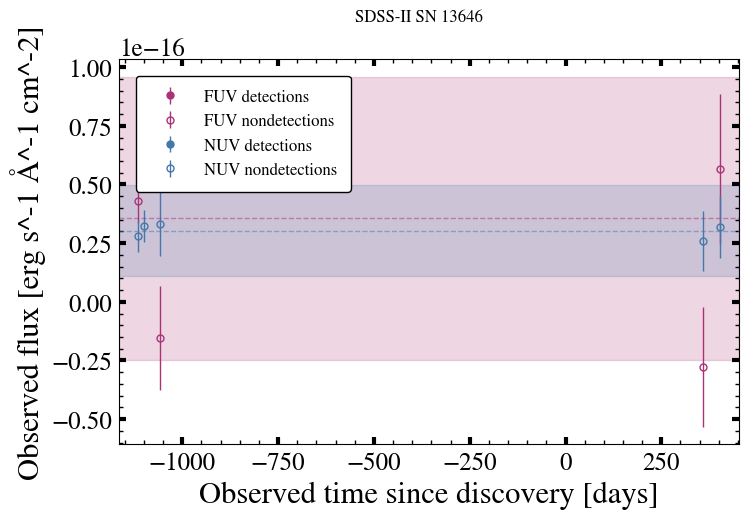 SDSS-II SN 13646
1e−16
1.00
0.75
0.50
0.25
0.00
−0.25
−0.50
FUV detections
FUV nondetections
NUV detections
NUV nondetections
−1000
−750
−500
−250
0
250
Observed time since discovery [days]
Observed flux [erg s^-1 Å^-1 cm^-2]